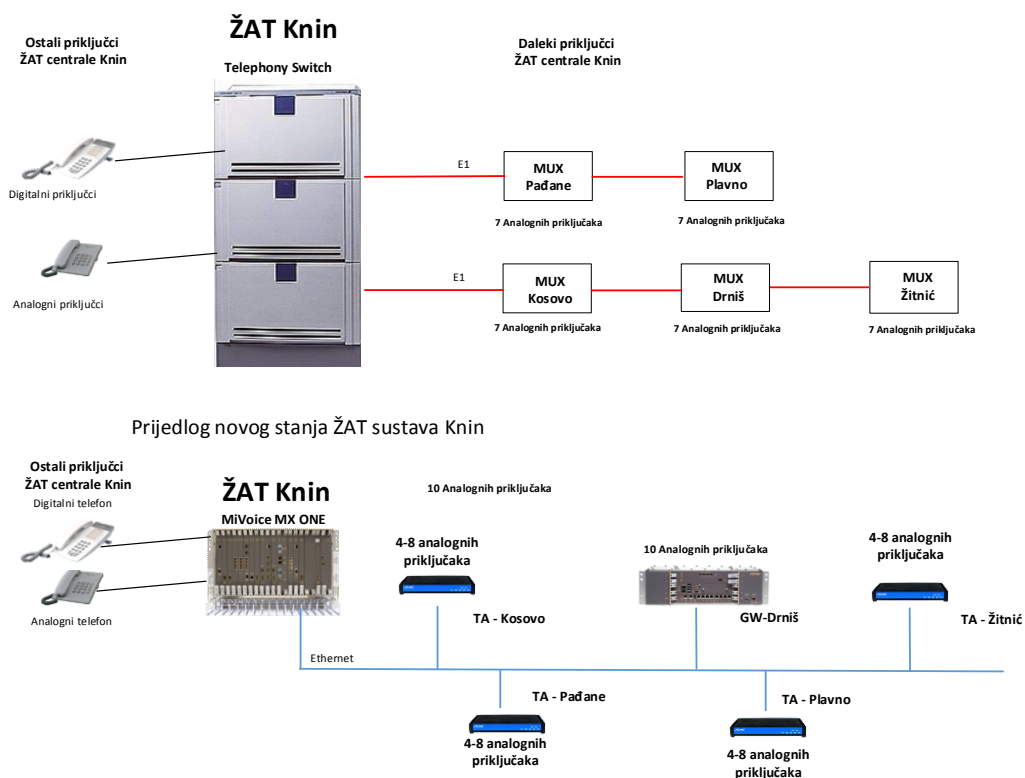 Ostali priključci
ŽAT centrale Knin
ŽAT Knin
Telephony Switch
Daleki priključci
ŽAT centrale Knin
Digitalni priključci
Analogni priključci
E1
MUX
Pađane
MUX
Plavno
7 Analognih priključaka
7 Analognih priključaka
E1
MUX
Kosovo
MUX
Drniš
MUX
Žitnić
7 Analognih priključaka
7 Analognih priključaka
7 Analognih priključaka
Prijedlog novog stanja ŽAT sustava Knin
Ostali priključci
ŽAT centrale Knin
Digitalni telefon
Analogni telefon
ŽAT Knin
MiVoice MX ONE
10 Analognih priključaka
4-8 analognih
priključaka
TA - Kosovo
10 Analognih priključaka
GW-Drniš
4-8 analognih
priključaka
TA - Žitnić
Ethernet
TA - Pađane
4-8 analognih
priključaka
TA - Plavno
4-8 analognih
priključaka